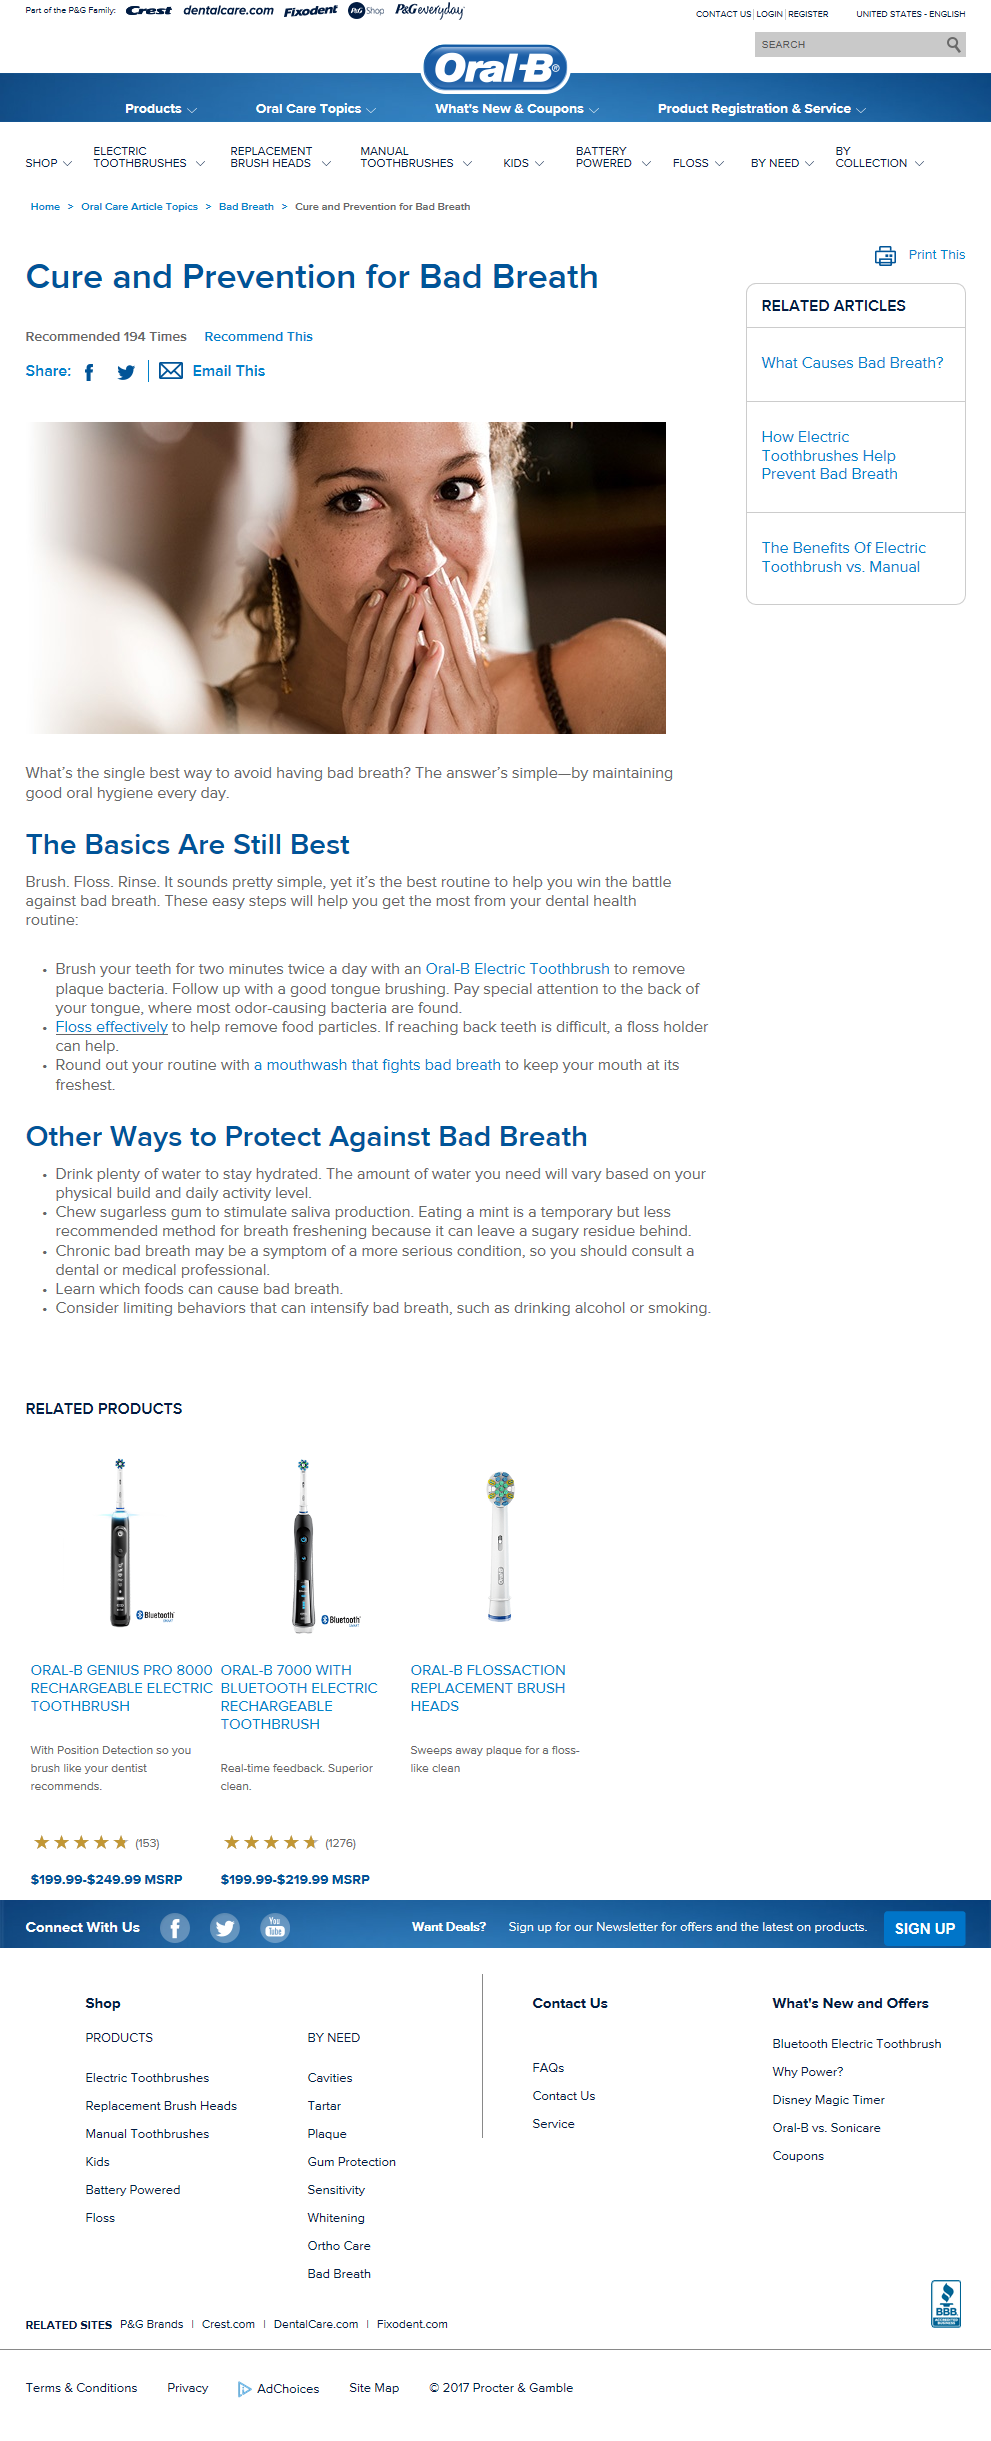 Part of the P&G Family: Crest dentalcare.com Fixodent P&G Shop P&G everyday
CONTACT US | LOGIN | REGISTER UNITED STATES - ENGLISH
SEARCH
Oral-B®
Products Oral Care Topics What's New & Coupons Product Registration & Service
SHOP ELECTRIC TOOTHBRUSHES REPLACEMENT BRUSH HEADS MANUAL TOOTHBRUSHES KIDS BATTERY POWERED FLOSS BY NEED BY COLLECTION
Home > Oral Care Article Topics > Bad Breath > Cure and Prevention for Bad Breath
Print This
Cure and Prevention for Bad Breath
Recommended 194 Times Recommend This
Share: Email This
RELATED ARTICLES
What Causes Bad Breath?
How Electric
Toothbrushes Help
Prevent Bad Breath
The Benefits Of Electric
Toothbrush vs. Manual
What's the single best way to avoid having bad breath? The answer's simple—by maintaining
good oral hygiene every day.
The Basics Are Still Best
Brush. Floss. Rinse. It sounds pretty simple, yet it's the best routine to help you win the battle
against bad breath. These easy steps will help you get the most from your dental health
routine:
• Brush your teeth for two minutes twice a day with an Oral-B Electric Toothbrush to remove
plaque bacteria. Follow up with a good tongue brushing. Pay special attention to the back of
your tongue, where most odor-causing bacteria are found.
• Floss effectively to help remove food particles. If reaching back teeth is difficult, a floss holder
can help.
• Round out your routine with a mouthwash that fights bad breath to keep your mouth at its
freshest.
Other Ways to Protect Against Bad Breath
• Drink plenty of water to stay hydrated. The amount of water you need will vary based on your
physical build and daily activity level.
• Chew sugarless gum to stimulate saliva production. Eating a mint is a temporary but less
recommended method for breath freshening because it can leave a sugary residue behind.
• Chronic bad breath may be a symptom of a more serious condition, so you should consult a
dental or medical professional.
• Learn which foods can cause bad breath.
• Consider limiting behaviors that can intensify bad breath, such as drinking alcohol or smoking.
RELATED PRODUCTS
Bluetooth
Bluetooth
Oral-B
ORAL-B GENIUS PRO 8000
RECHARGEABLE ELECTRIC
TOOTHBRUSH
With Position Detection so you
brush like your dentist
recommends.
(153)
$199.99-$249.99 MSRP
ORAL-B 7000 WITH
BLUETOOTH ELECTRIC
RECHARGEABLE
TOOTHBRUSH
Real-time feedback. Superior
clean.
(1276)
$199.99-$219.99 MSRP
ORAL-B FLOSSACTION
REPLACEMENT BRUSH
HEADS
Sweeps away plaque for a floss-
like clean
Connect With Us You Tube Want Deals? Sign up for our Newsletter for offers and the latest on products. SIGN UP
Shop
PRODUCTS
Electric Toothbrushes
Replacement Brush Heads
Manual Toothbrushes
Kids
Battery Powered
Floss
BY NEED
Cavities
Tartar
Plaque
Gum Protection
Sensitivity
Whitening
Ortho Care
Bad Breath
Contact Us
FAQs
Contact Us
Service
What's New and Offers
Bluetooth Electric Toothbrush
Why Power?
Disney Magic Timer
Oral-B vs. Sonicare
Coupons
BBB
RELATED SITES P&G Brands | Crest.com | DentalCare.com | Fixodent.com
Terms & Conditions Privacy AdChoices Site Map © 2017 Procter & Gamble